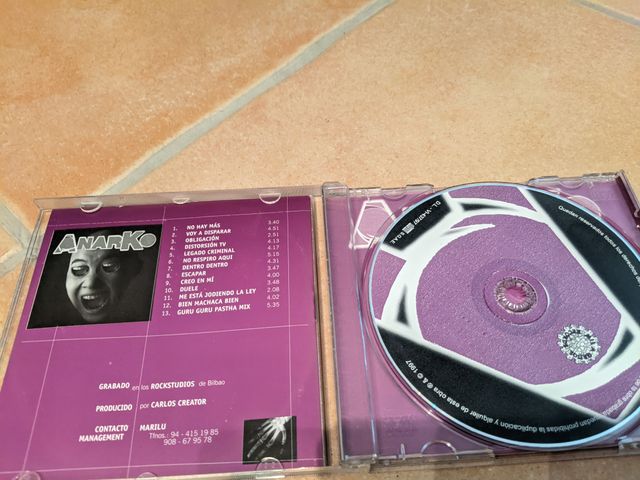 ANARKO
1. NO HAY MÁS 3.40
2. VOY A DISPARAR 4.51
3. OBLIGACIÓN 2.51
4. DISTORSIÓN TV 4.13
5. LEGADO CRIMINAL 4.17
6. NO RESPIRO AQUI 5.15
7. DENTRO DENTRO 4.31
8. ESCAPAR 3.47
9. CREO EN MÍ 4.00
10. DUELE 3.48
11. ME ESTÁ JODIENDO LA LEY 2.08
12. BIEN MACHACA BIEN 4.02
13. GURU GURU PASTHA MIX 5.35
GRABADO en los ROCKSTUDIOS de Bilbao
PRODUCIDO por CARLOS CREATOR
CONTACTO MARILU
MANAGEMENT Tfnos.: 94 - 415 19 85
908 - 67 95 78
Quedan reservados todos los derechos
quedan prohibidas la duplicación y alquiler de esta obra ℗ & © 1997